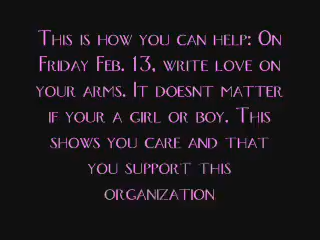 This is how you can help: On
Friday Feb. 13, write love on
your arms. It doesnt matter
if your a girl or boy. This
shows you care and that
you support this
organization